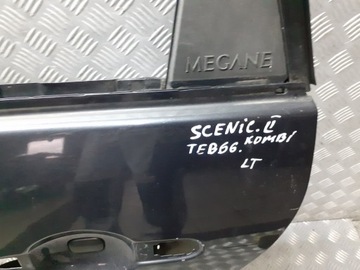 MEGANE
SCENIC. II
KOMBI
TEB66.
LT